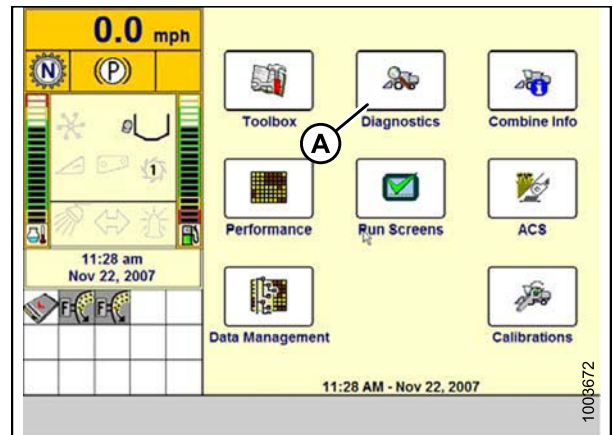 0.0 mph
N
(P)
1
11:28 am
Nov 22, 2007
F
F
Toolbox
Diagnostics
Combine Info
A
Performance
Run Screens
ACS
Data Management
Calibrations
11:28 AM - Nov 22, 2007
1003672